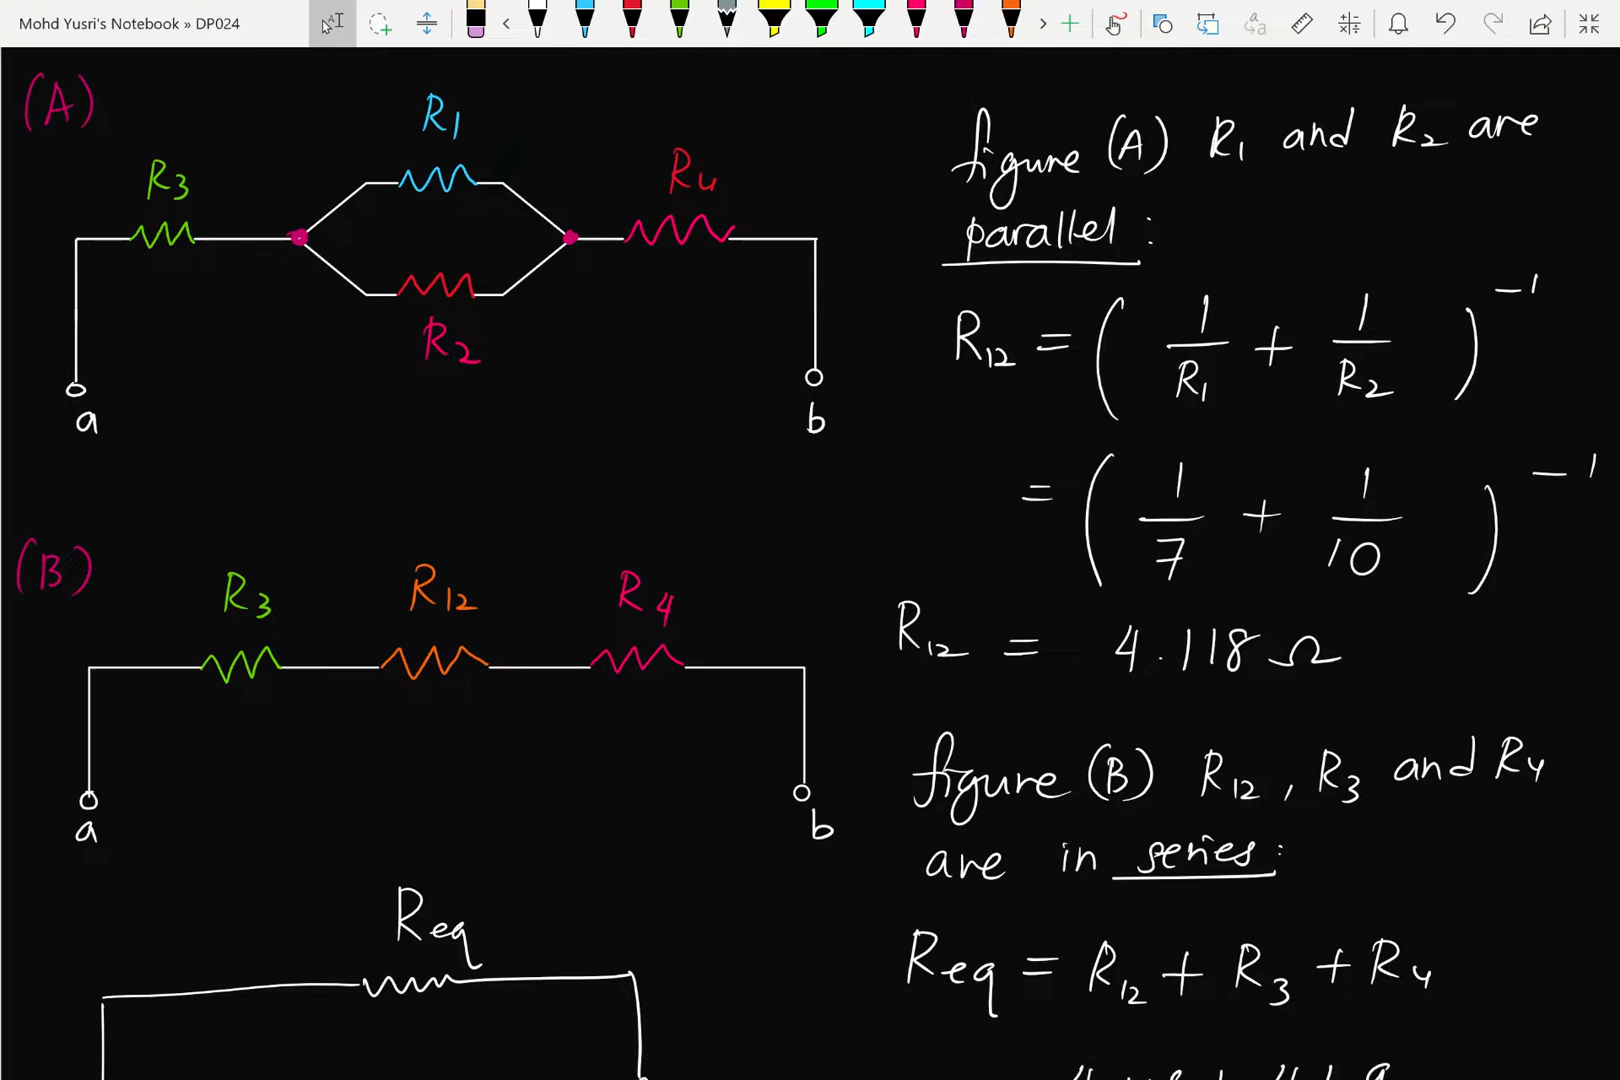 Mohd Yusri's Notebook » DP024
(A)
R1
R3
R4
R2
a
b
figure (A) R1 and R2 are
parallel :
R12 = ( 1/R1 + 1/R2 )^-1
= ( 1/7 + 1/10 )^-1
R12 = 4.118 Ω
(B)
R3
R12
R4
a
b
figure (B) R12, R3 and R4
are in series:
Req
Req = R12 + R3 + R4